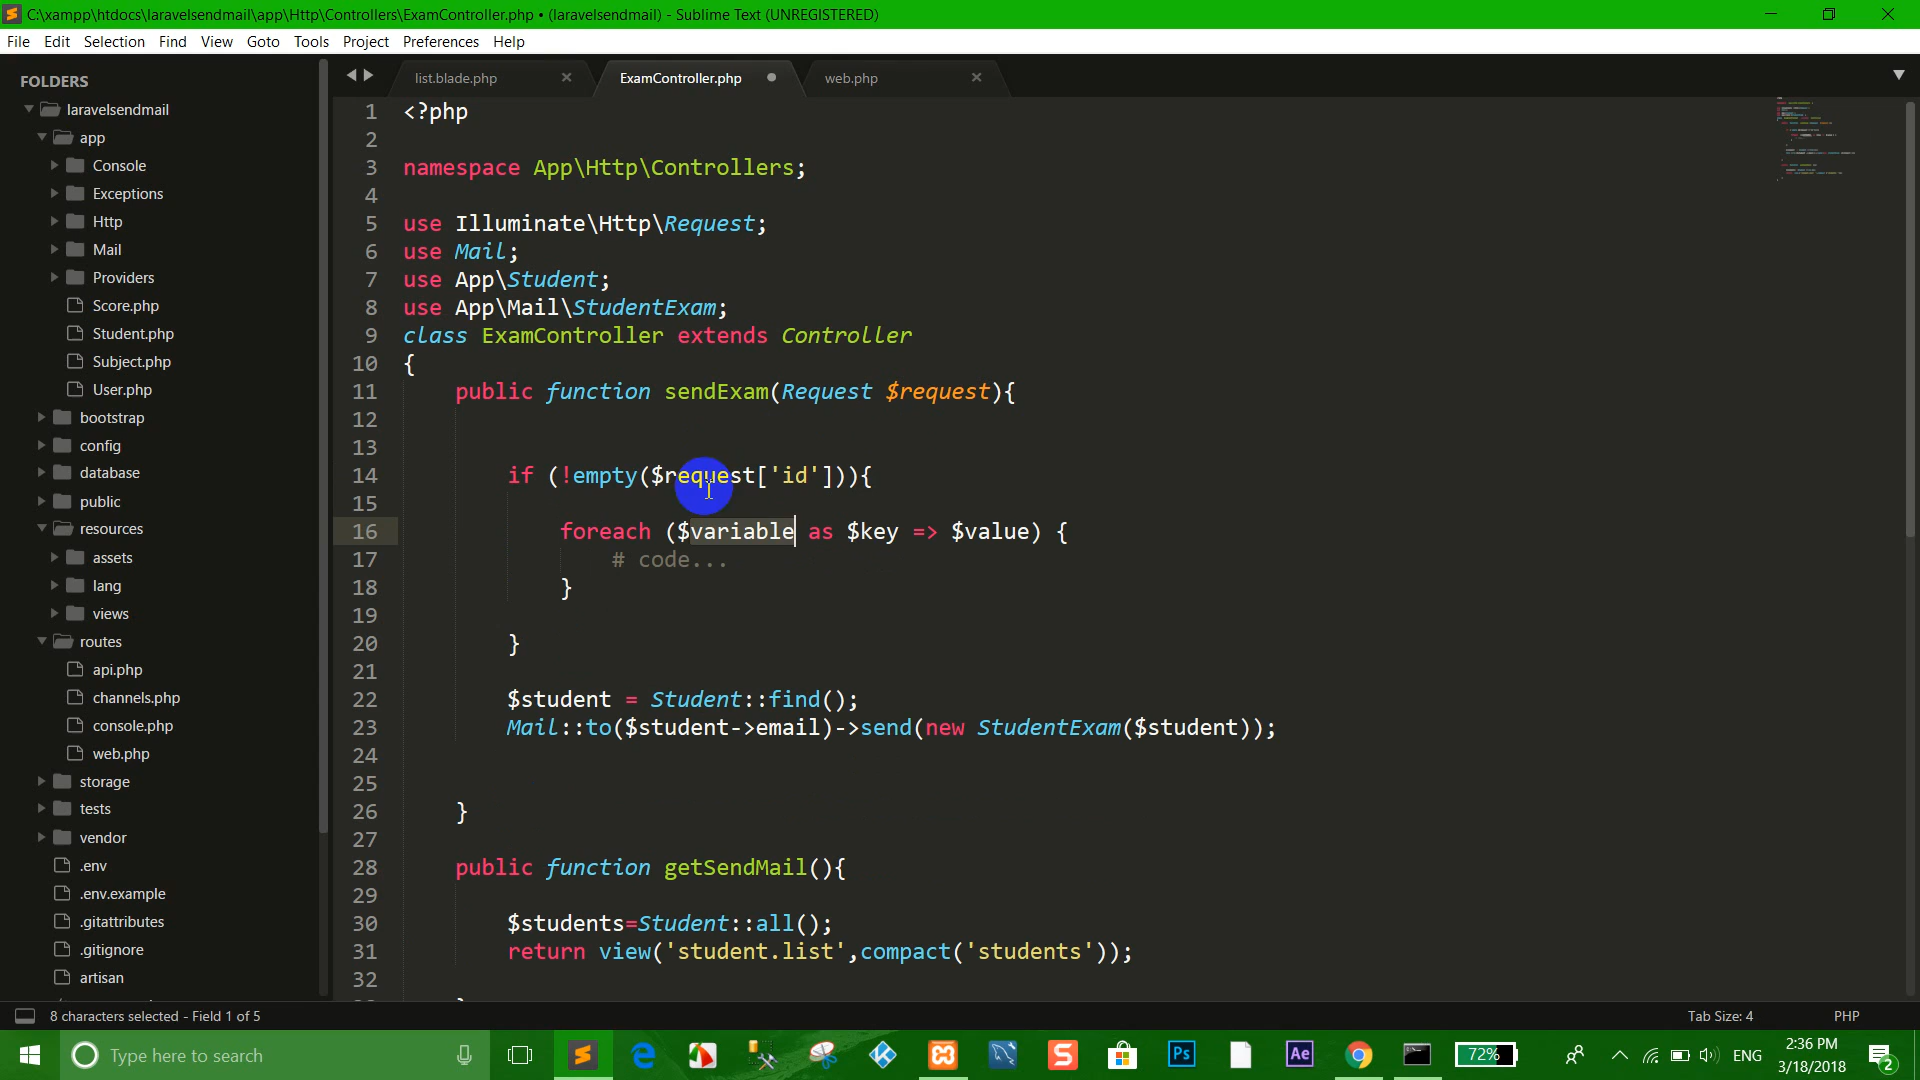 C:\xampp\htdocs\laravelsendmail\app\Http\Controllers\ExamController.php • (laravelsendmail) - Sublime Text (UNREGISTERED)
File Edit Selection Find View Goto Tools Project Preferences Help
FOLDERS
laravelsendmail
app
Console
Exceptions
Http
Mail
Providers
Score.php
Student.php
Subject.php
User.php
bootstrap
config
database
public
resources
assets
lang
views
routes
api.php
channels.php
console.php
web.php
storage
tests
vendor
.env
.env.example
.gitattributes
.gitignore
artisan
list.blade.php ExamController.php web.php
1 <?php
2
3 namespace App\Http\Controllers;
4
5 use Illuminate\Http\Request;
6 use Mail;
7 use App\Student;
8 use App\Mail\StudentExam;
9 class ExamController extends Controller
10 {
11 public function sendExam(Request $request){
12
13
14 if (!empty($request['id'])){
15
16 foreach ($variable as $key => $value) {
17 # code...
18 }
19
20 }
21
22 $student = Student::find();
23 Mail::to($student->email)->send(new StudentExam($student));
24
25
26 }
27
28 public function getSendMail(){
29
30 $students=Student::all();
31 return view('student.list',compact('students'));
32
8 characters selected - Field 1 of 5
Tab Size: 4 PHP
Type here to search
Ps
Ae
72%
ENG
2:36 PM
3/18/2018
2